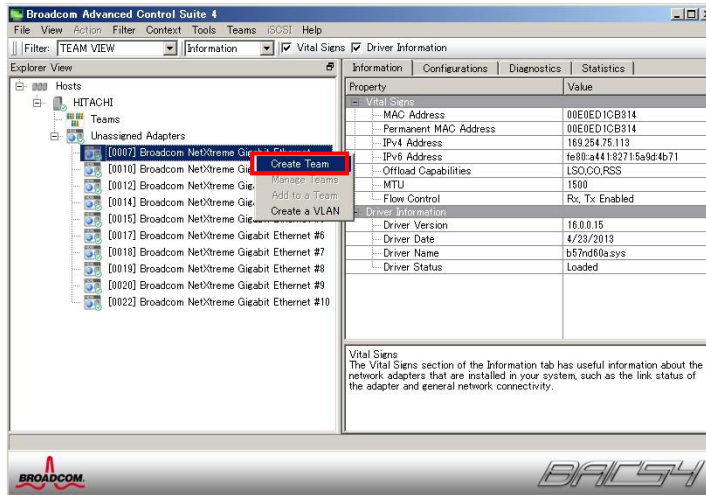 Broadcom Advanced Control Suite 4
File View Action Filter Context Tools Teams iSCSI Help
Filter: TEAM VIEW Information Vital Signs Driver Information
Explorer View
Hosts
HITACHI
Teams
Unassigned Adapters
[0007] Broadcom NetXtreme Gigabit Ethernet
[0010] Broadcom NetXtreme Gig
[0012] Broadcom NetXtreme Gig
[0014] Broadcom NetXtreme Gig
[0015] Broadcom NetXtreme Gigabit Ethernet
[0017] Broadcom NetXtreme Gigabit Ethernet #6
[0018] Broadcom NetXtreme Gigabit Ethernet #7
[0019] Broadcom NetXtreme Gigabit Ethernet #8
[0020] Broadcom NetXtreme Gigabit Ethernet #9
[0022] Broadcom NetXtreme Gigabit Ethernet #10
Create Team
Manage Teams
Add to a Team
Create a VLAN
Information Configurations Diagnostics Statistics
Property Value
Vital Signs
MAC Address 00E0ED1CB314
Permanent MAC Address 00E0ED1CB314
IPv4 Address 169.254.75.113
IPv6 Address fe80::a441:8271:5a9d:4b71
Offload Capabilities LSO,CO,RSS
MTU 1500
Flow Control Rx, Tx Enabled
Driver Information
Driver Version 16.0.0.15
Driver Date 4/23/2013
Driver Name b57nd60a.sys
Driver Status Loaded
Vital Signs
The Vital Signs section of the Information tab has useful information about the
network adapters that are installed in your system, such as the link status of
the adapter and general network connectivity.
BROADCOM.
BACS4